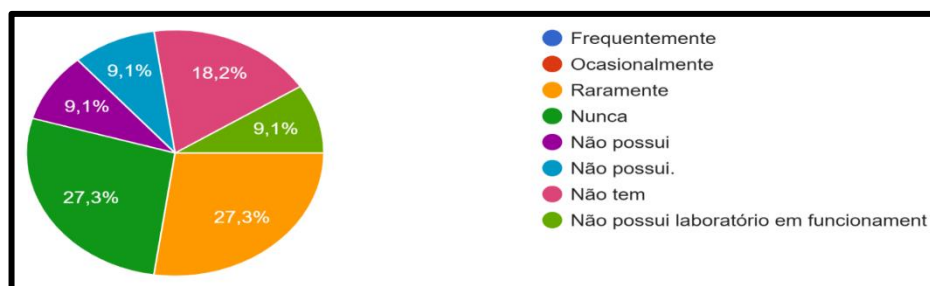 9,1%
18,2%
9,1%
9,1%
27,3%
27,3%
Frequentemente
Ocasionalmente
Raramente
Nunca
Não possui
Não possui.
Não tem
Não possui laboratório em funcionament